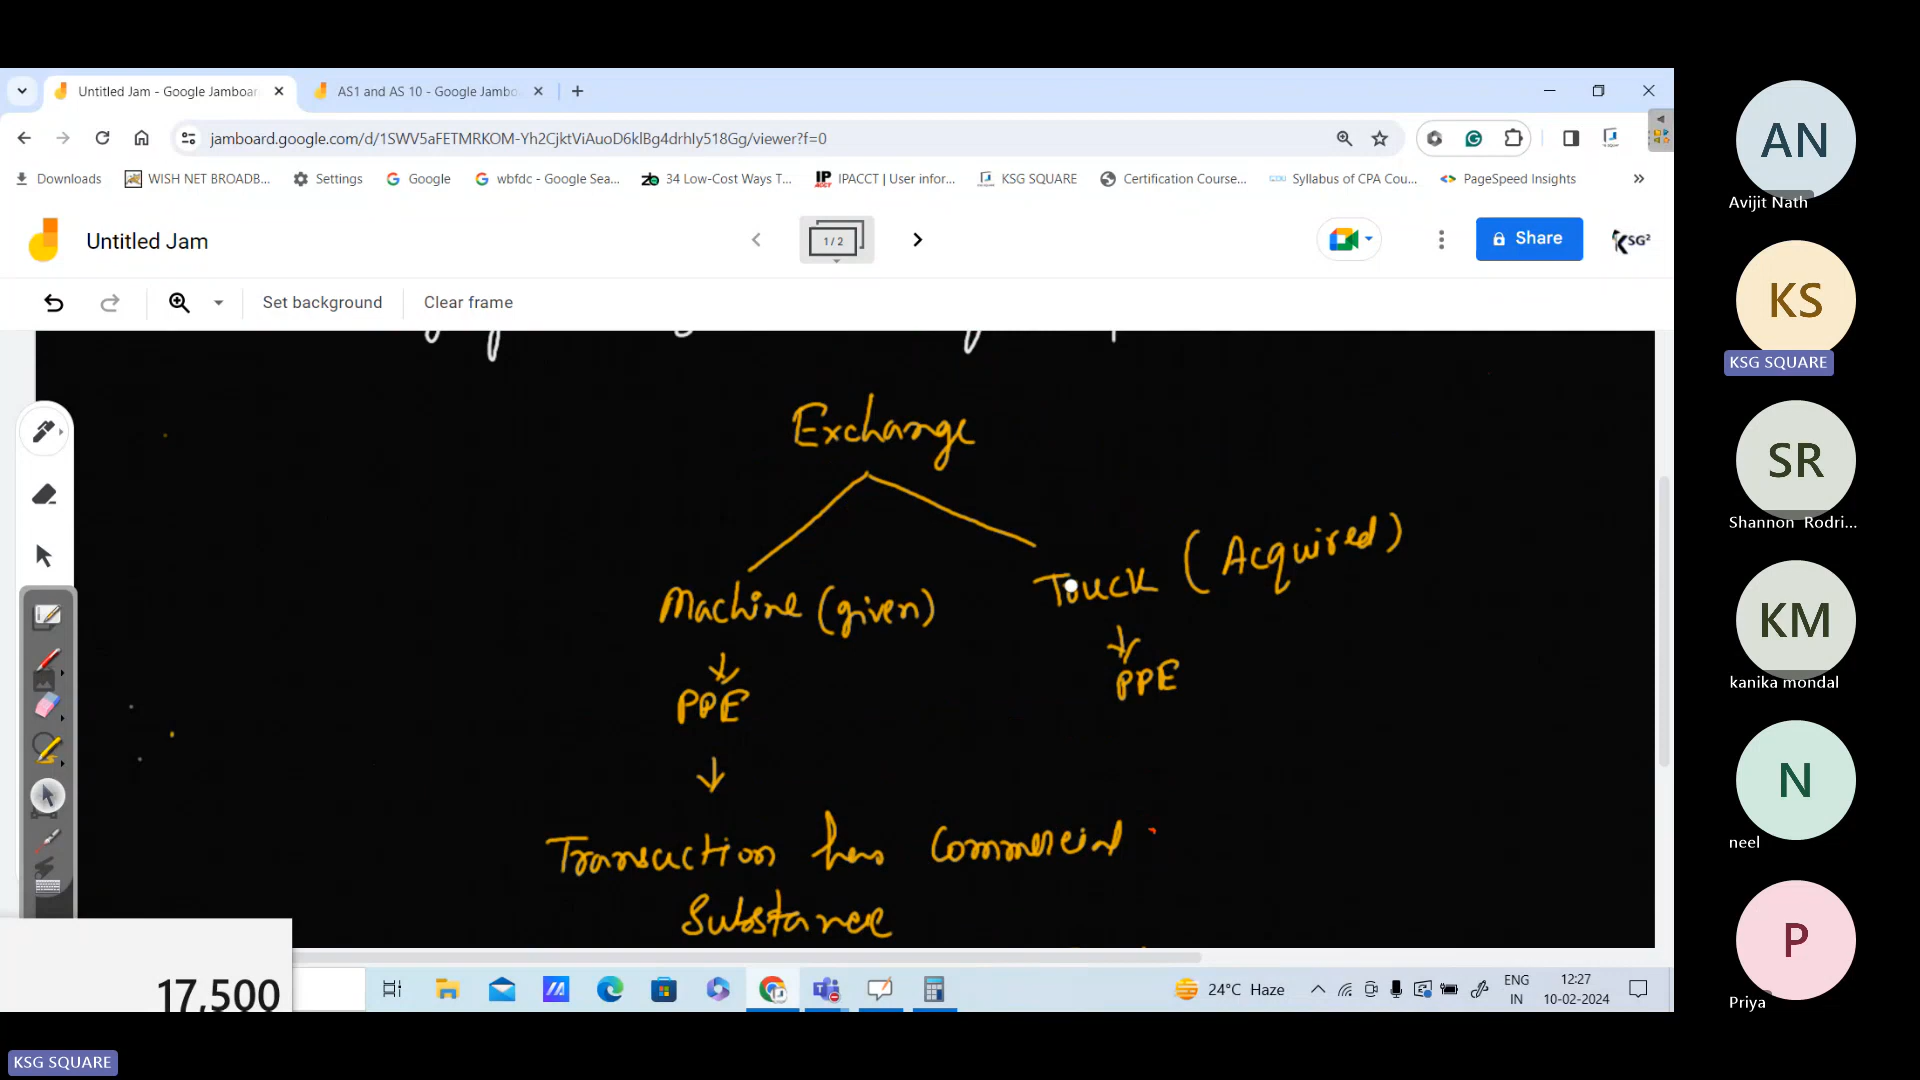 Untitled Jam - Google Jamboar
AS1 and AS 10 - Google Jambo
jamboard.google.com/d/1SWV5aFETMRKOM-Yh2CjktViAuoD6klBg4drhIy518Gg/viewer?f=0
Downloads
WISH NET BROADB...
Settings
Google
wbfdc - Google Sea...
34 Low-Cost Ways T...
IPACCT | User infor...
KSG SQUARE
Certification Course...
Syllabus of CPA Cou...
PageSpeed Insights
Untitled Jam
1/2
Share
KSG²
Set background
Clear frame
Exchange
Machine (given)
Truck (Acquired)
PPE
PPE
Transaction has Commercial
Substance
17,500
24°C Haze
ENG
IN
12:27
10-02-2024
AN
Avijit Nath
KS
KSG SQUARE
SR
Shannon Rodri...
KM
kanika mondal
N
neel
P
Priya
KSG SQUARE